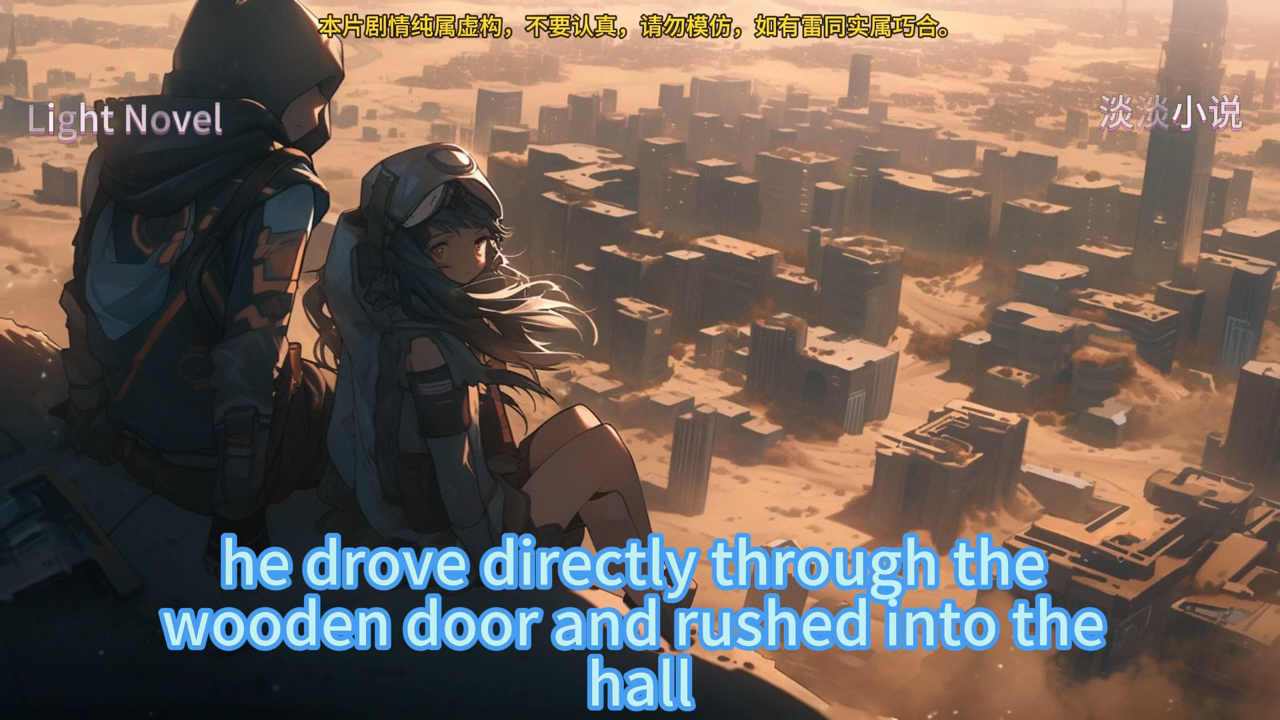 本片剧情纯属虚构，不要认真，请勿模仿，如有雷同实属巧合。
Light Novel
淡淡小说
he drove directly through the
wooden door and rushed into the
hall